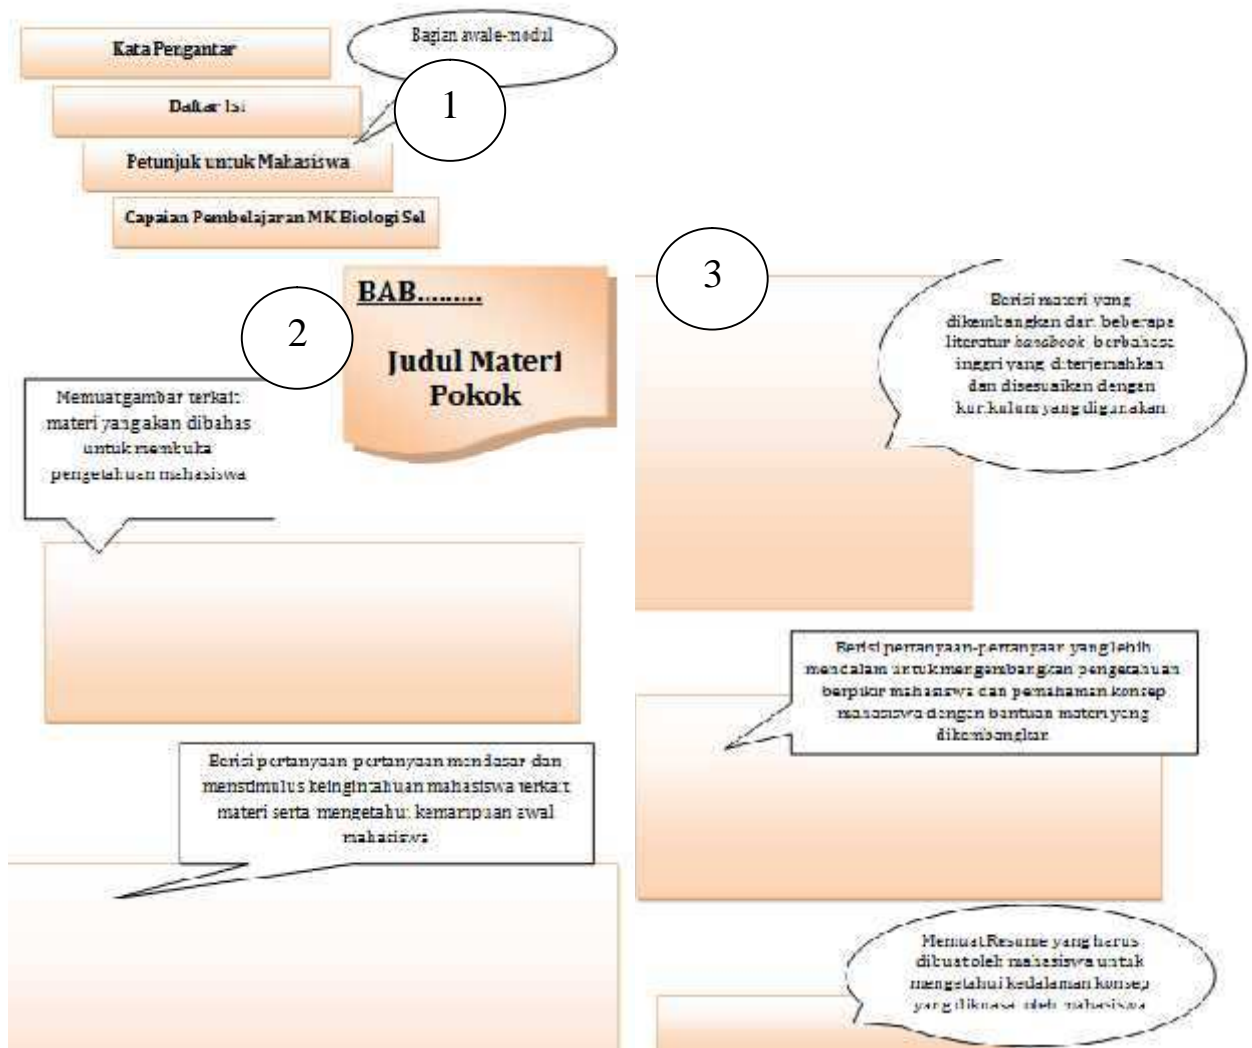 Kata Pengantar
Bagian awal e-modul
Daftar Isi
1
Petunjuk untuk Mahasiswa
Capaian Pembelajaran MK Biologi Sel
2
BAB.........
Judul Materi
Pokok
Memuat gambar terkait
materi yang akan dibahas
untuk membuka
pengetahuan mahasiswa
Berisi pertanyaan-pertanyaan mendasar dan
menstimulus keingintahuan mahasiswa terkait
materi serta mengetahui kemampuan awal
mahasiswa
3
Berisi materi yang
dikembangkan dari beberapa
literatur handbook berbahasa
inggri yang diterjemahkan
dan disesuaikan dengan
kurikulum yang digunakan
Berisi pertanyaan-pertanyaan yang lebih
mendalam untuk mengembangkan pengetahuan
berpikir mahasiswa dan pemahaman konsep
mahasiswa dengan bantuan materi yang
dikembangkan
Memuat Resume yang harus
dibuat oleh mahasiswa untuk
mengetahui kedalaman konsep
yang dikuasai oleh mahasiswa